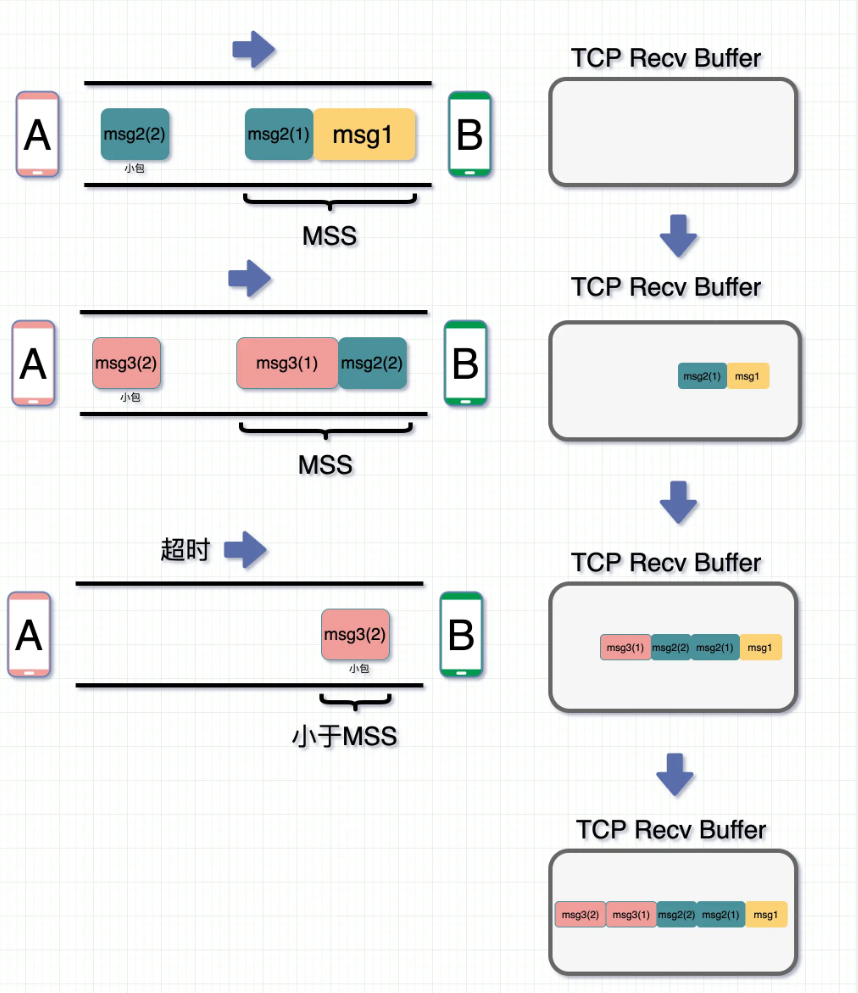 TCP Recv Buffer
A
msg2(2)
小包
msg2(1)
msg1
B
MSS
TCP Recv Buffer
A
msg3(2)
小包
msg3(1)
msg2(2)
B
MSS
msg2(1)
msg1
超时
TCP Recv Buffer
A
msg3(2)
小包
B
小于MSS
msg3(1)
msg2(2)
msg2(1)
msg1
TCP Recv Buffer
msg3(2)
msg3(1)
msg2(2)
msg2(1)
msg1